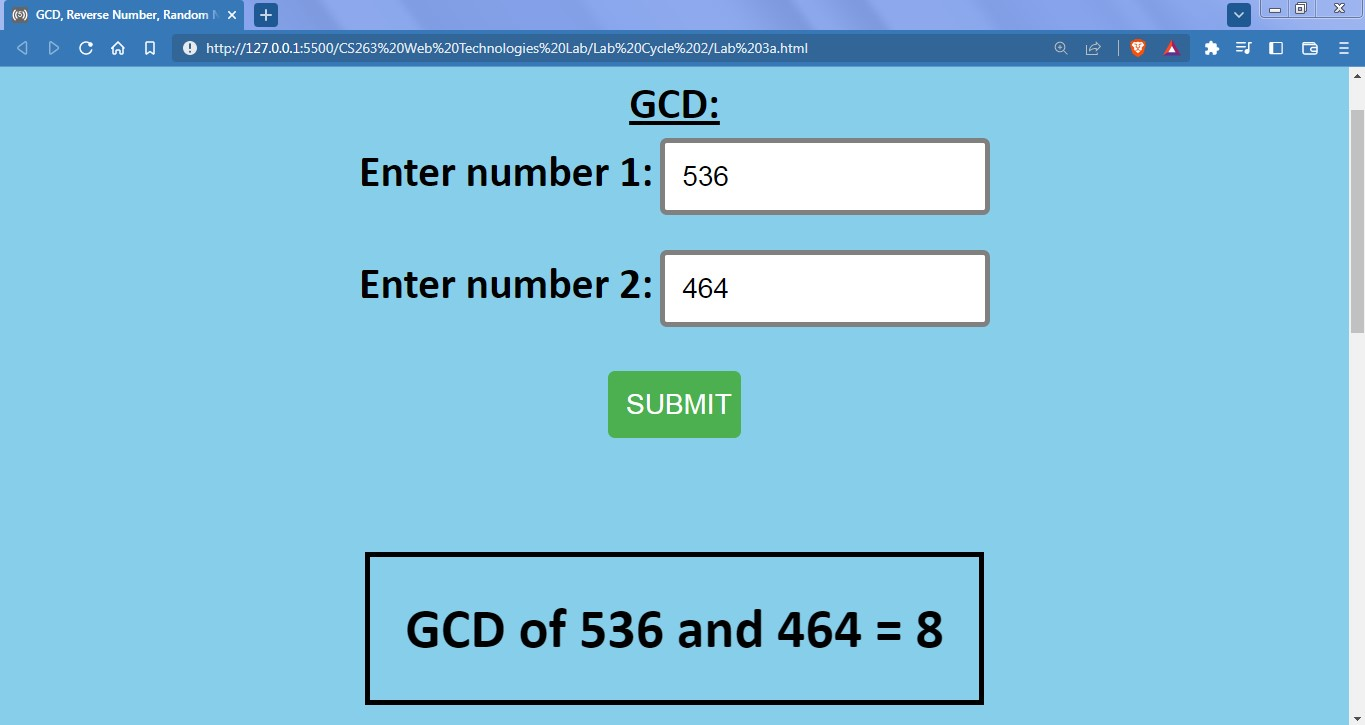 GCD, Reverse Number, Random
http://127.0.0.1:5500/CS263%20Web%20Technologies%20Lab/Lab%20Cycle%202/Lab%203a.html
GCD:
Enter number 1: 536
Enter number 2: 464
SUBMIT
GCD of 536 and 464 = 8